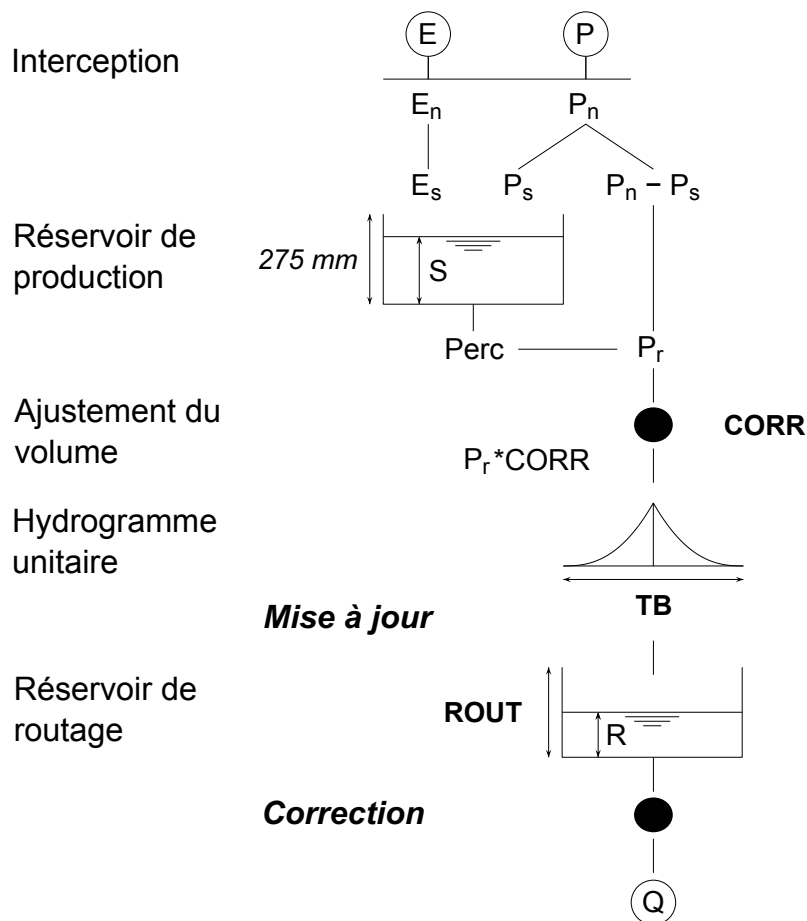 E P
Interception
En Pn
Es Ps Pn – Ps
Réservoir de
production
275 mm
S
Perc Pr
Ajustement du
volume
CORR
Pr*CORR
Hydrogramme
unitaire
TB
Mise à jour
Réservoir de
routage
ROUT
R
Correction
Q